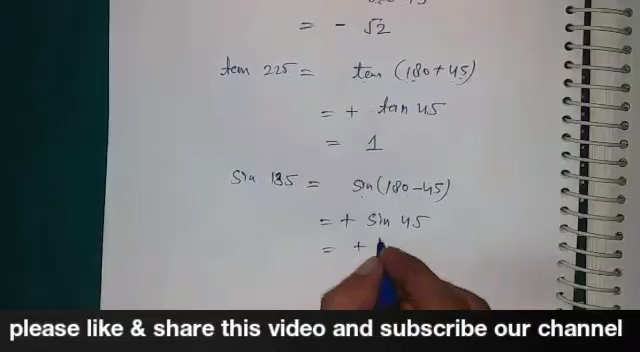 = - √2
tan 225 = tan (180 + 45)
= + tan 45
= 1
sin 135 = sin (180 - 45)
= + sin 45
= +
please like & share this video and subscribe our channel